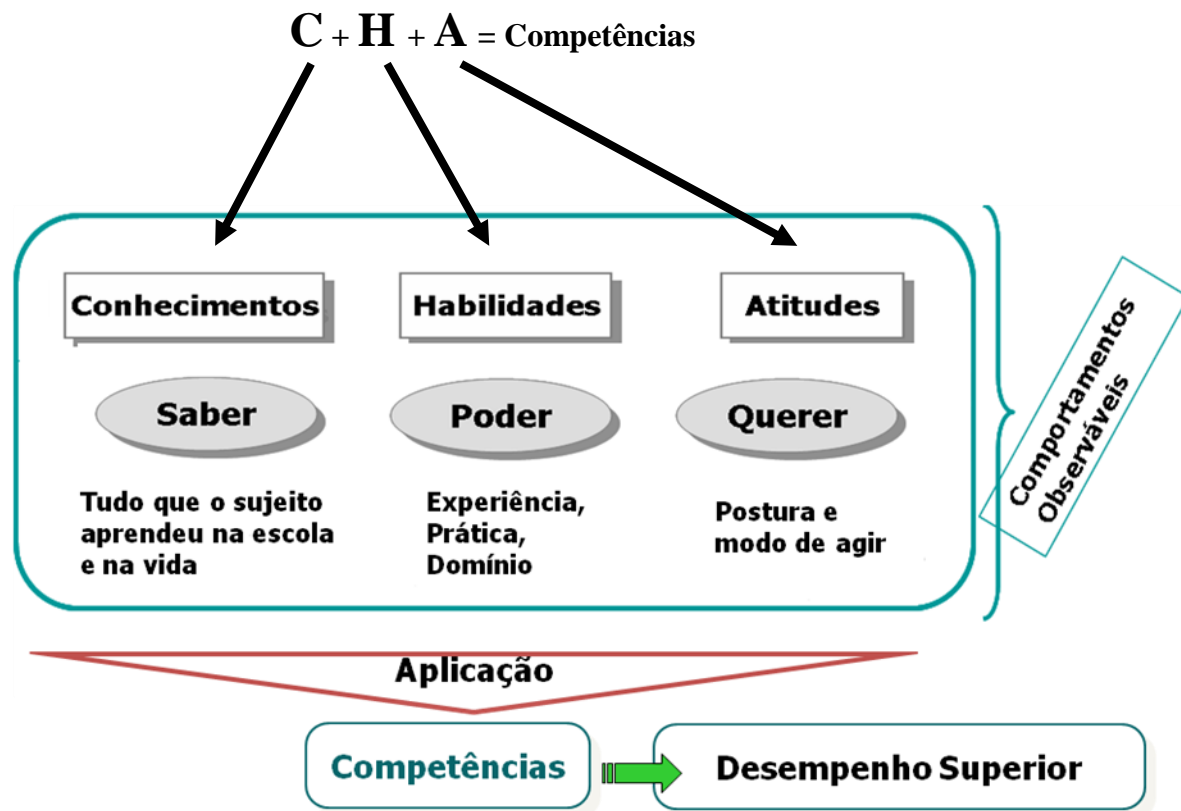 C + H + A = Competências
Conhecimentos
Habilidades
Atitudes
Saber
Poder
Querer
Tudo que o sujeito
aprendeu na escola
e na vida
Experiência,
Prática,
Domínio
Postura e
modo de agir
Comportamentos
Observáveis
Aplicação
Competências
Desempenho Superior